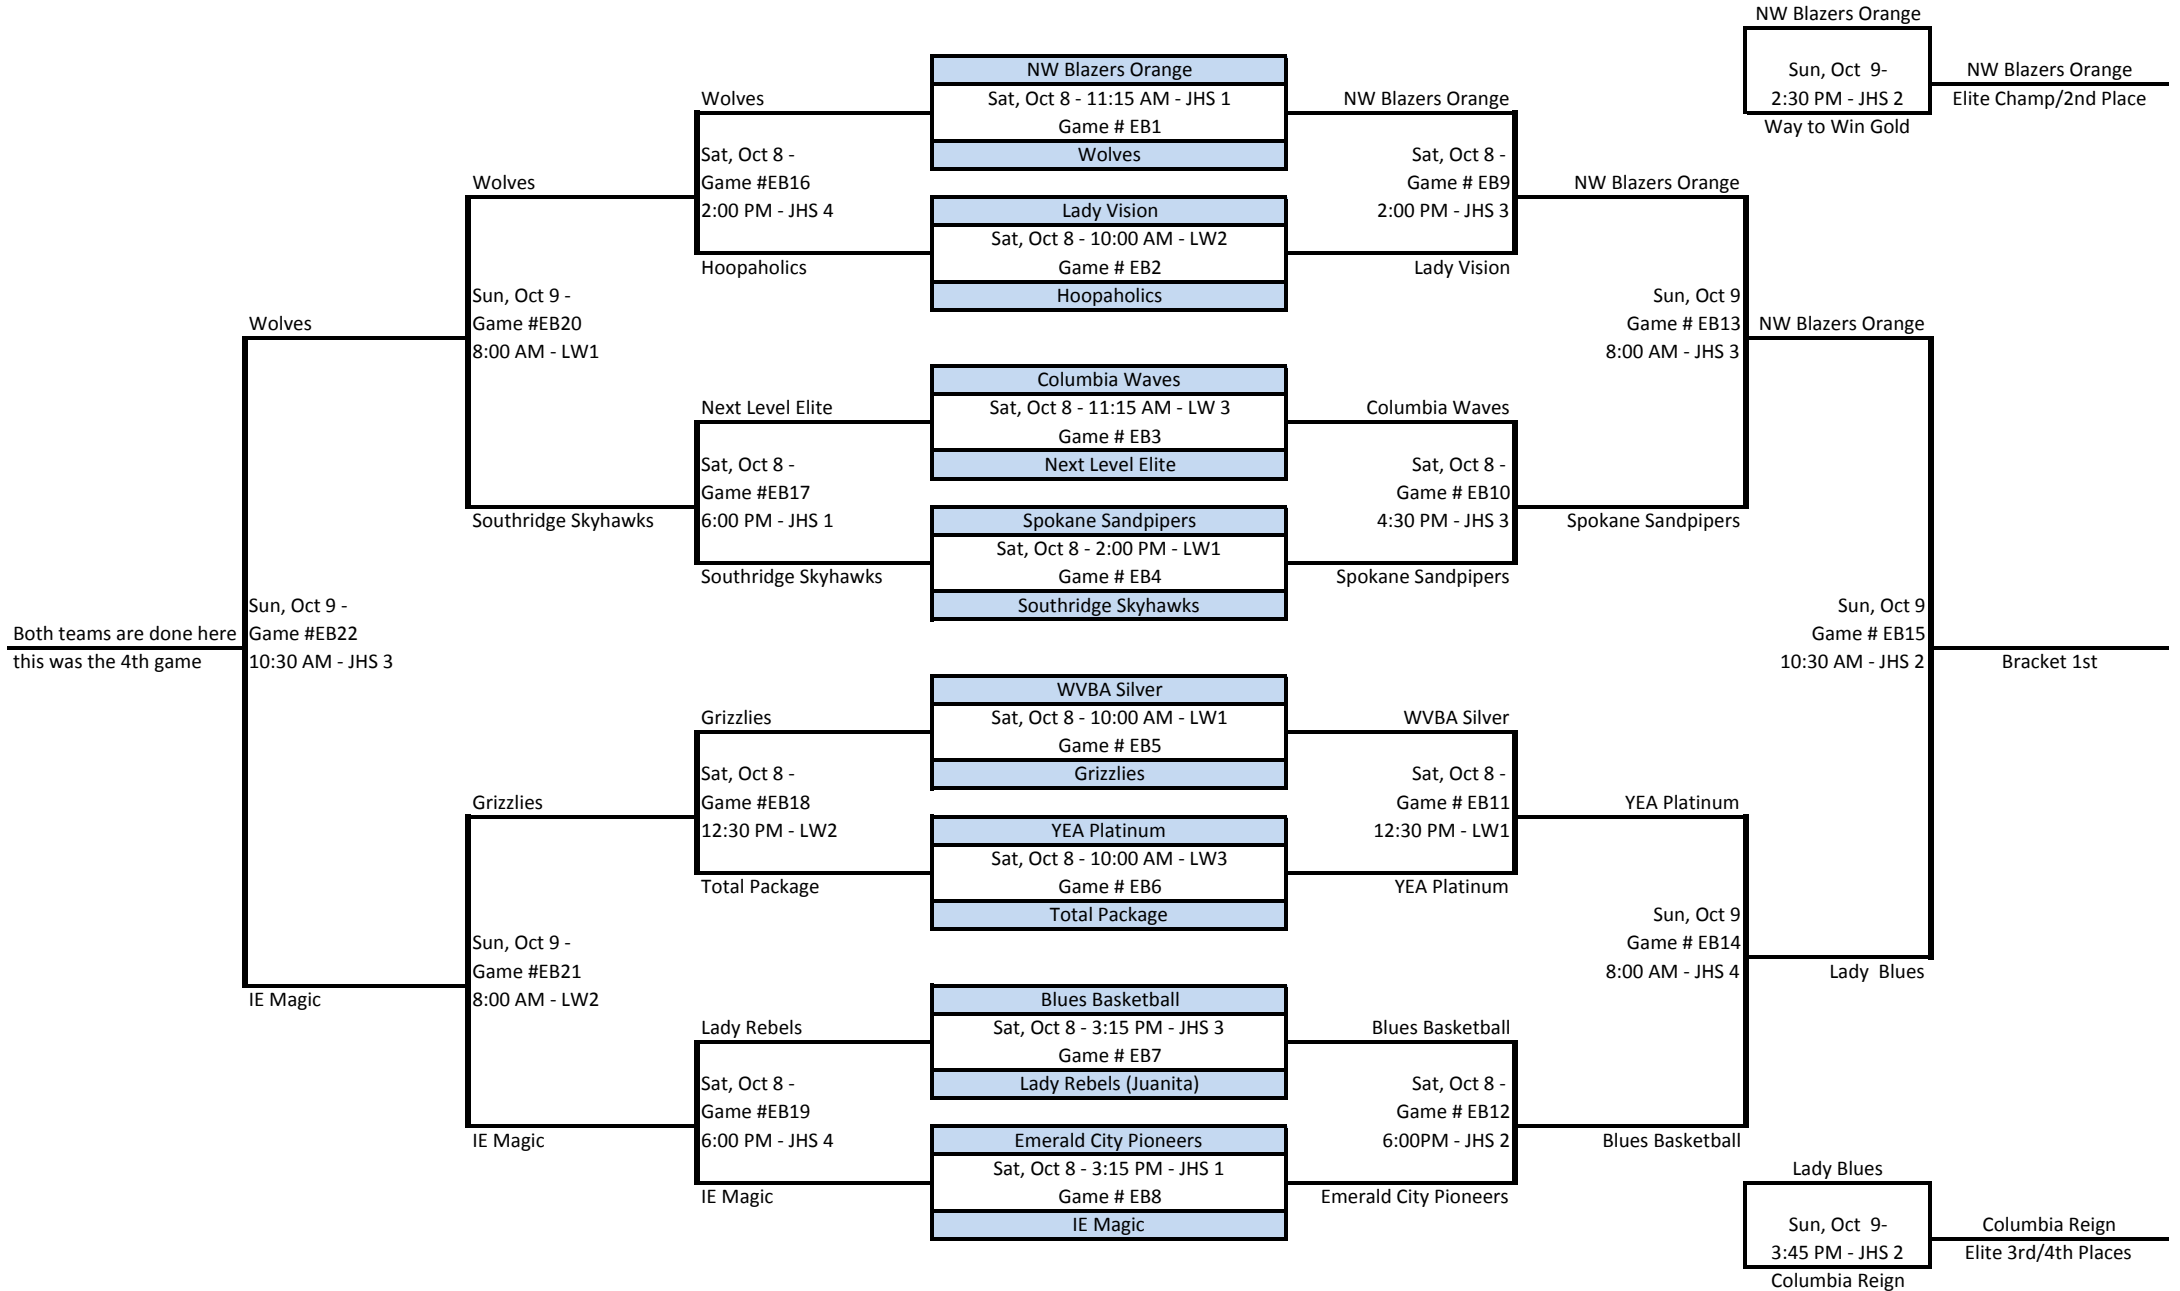 NW Blazers Orange
Sun, Oct  9-
2:30 PM - JHS 2
Way to Win Gold
NW Blazers Orange
Elite Champ/2nd Place
NW Blazers Orange
Sat, Oct 8 - 11:15 AM - JHS 1
Game # EB1
Wolves
Lady Vision
Sat, Oct 8 - 10:00 AM - LW2
Game # EB2
Hoopaholics
Columbia Waves
Sat, Oct 8 - 11:15 AM - LW 3
Game # EB3
Next Level Elite
Spokane Sandpipers
Sat, Oct 8 - 2:00 PM - LW1
Game # EB4
Southridge Skyhawks
WVBA Silver
Sat, Oct 8 - 10:00 AM - LW1
Game # EB5
Grizzlies
YEA Platinum
Sat, Oct 8 - 10:00 AM - LW3
Game # EB6
Total Package
Blues Basketball
Sat, Oct 8 - 3:15 PM - JHS 3
Game # EB7
Lady Rebels (Juanita)
Emerald City Pioneers
Sat, Oct 8 - 3:15 PM - JHS 1
Game # EB8
IE Magic
Wolves
Sat, Oct 8 -
Game #EB16
2:00 PM - JHS 4
Hoopaholics
Next Level Elite
Sat, Oct 8 -
Game #EB17
6:00 PM - JHS 1
Southridge Skyhawks
Grizzlies
Sat, Oct 8 -
Game #EB18
12:30 PM - LW2
Total Package
Lady Rebels
Sat, Oct 8 -
Game #EB19
6:00 PM - JHS 4
IE Magic
Wolves
Sun, Oct 9 -
Game #EB20
8:00 AM - LW1
Southridge Skyhawks
Grizzlies
Sun, Oct 9 -
Game #EB21
8:00 AM - LW2
IE Magic
Wolves
Sun, Oct 9 -
Game #EB22
10:30 AM - JHS 3
IE Magic
Both teams are done here
this was the 4th game
NW Blazers Orange
Sat, Oct 8 -
Game # EB9
2:00 PM - JHS 3
Lady Vision
Columbia Waves
Sat, Oct 8 -
Game # EB10
4:30 PM - JHS 3
Spokane Sandpipers
WVBA Silver
Sat, Oct 8 -
Game # EB11
12:30 PM - LW1
YEA Platinum
Blues Basketball
Sat, Oct 8 -
Game # EB12
6:00PM - JHS 2
Emerald City Pioneers
NW Blazers Orange
Sun, Oct 9
Game # EB13
8:00 AM - JHS 3
Spokane Sandpipers
YEA Platinum
Sun, Oct 9
Game # EB14
8:00 AM - JHS 4
Blues Basketball
NW Blazers Orange
Sun, Oct 9
Game # EB15
10:30 AM - JHS 2
Lady  Blues
Bracket 1st
Lady Blues
Sun, Oct  9-
3:45 PM - JHS 2
Columbia Reign
Columbia Reign
Elite 3rd/4th Places